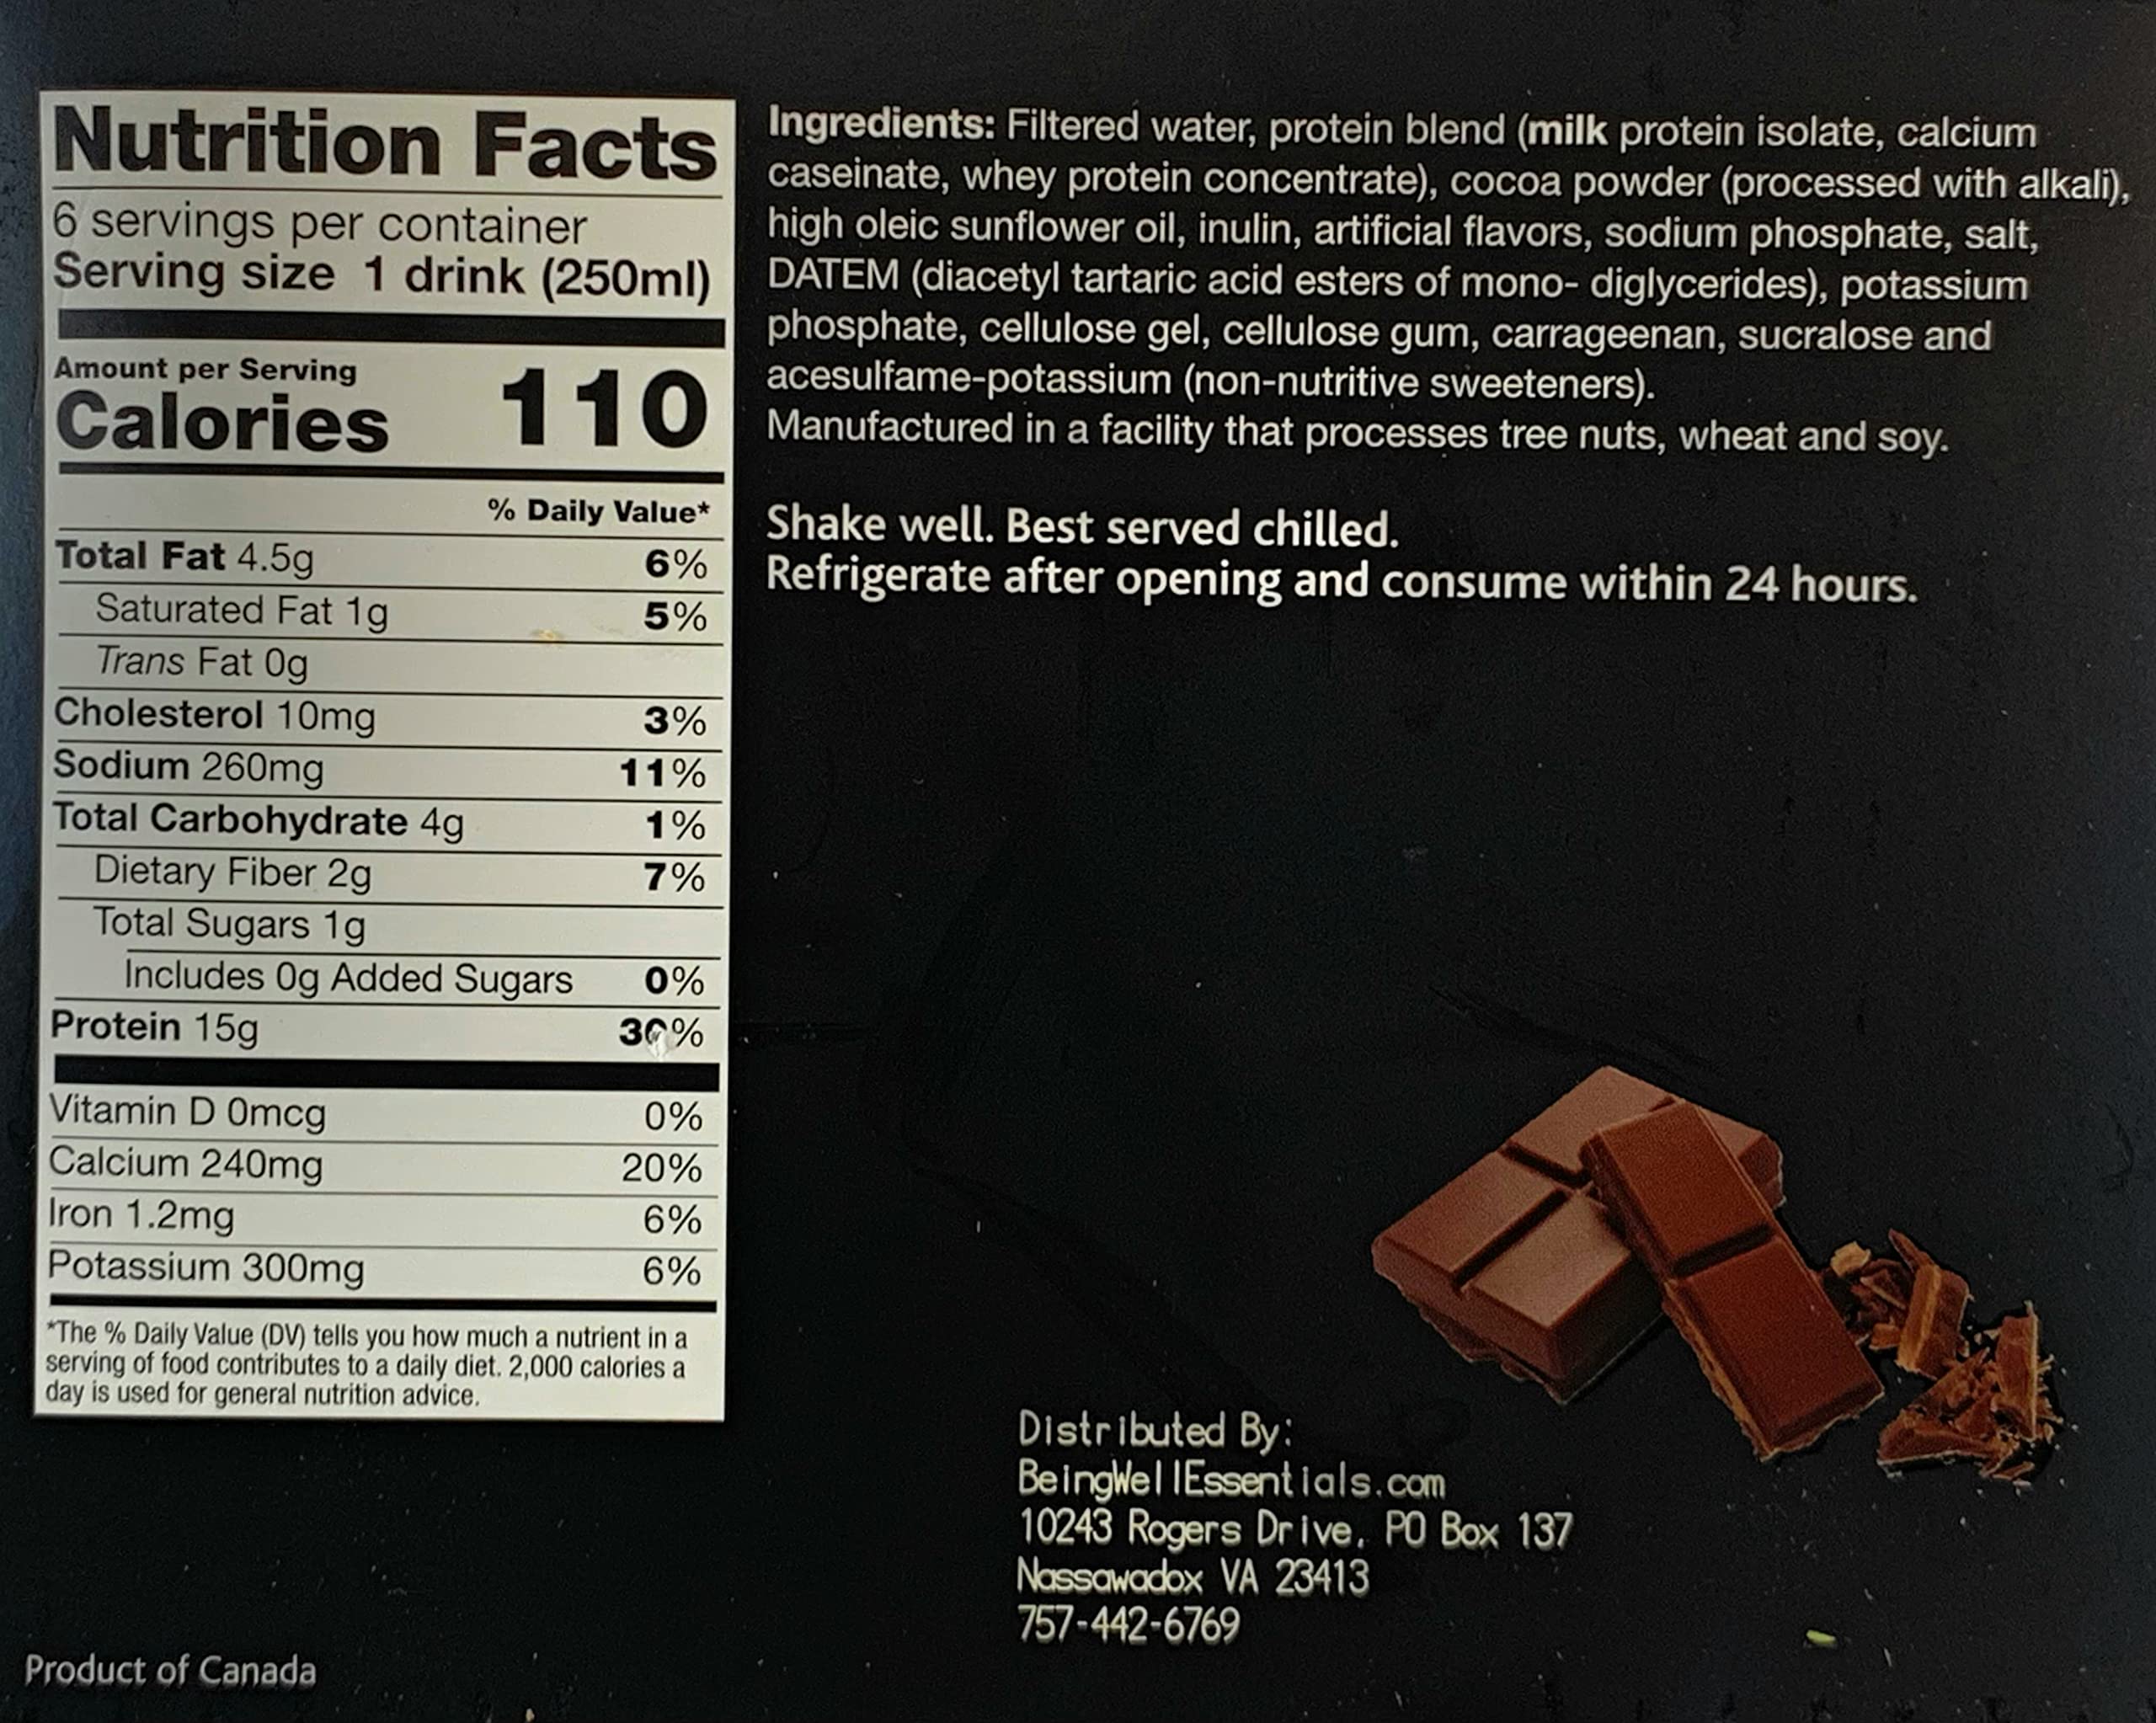 Nutrition Facts
6 servings per container
Serving size 1 drink (250ml)
Amount per Serving
Calories 110
% Daily Value*
Total Fat 4.5g 6%
Saturated Fat 1g 5%
Trans Fat 0g
Cholesterol 10mg 3%
Sodium 260mg 11%
Total Carbohydrate 4g 1%
Dietary Fiber 2g 7%
Total Sugars 1g
Includes 0g Added Sugars 0%
Protein 15g 30%
Vitamin D 0mcg 0%
Calcium 240mg 20%
Iron 1.2mg 6%
Potassium 300mg 6%
*The % Daily Value (DV) tells you how much a nutrient in a
serving of food contributes to a daily diet. 2,000 calories a
day is used for general nutrition advice.
Ingredients: Filtered water, protein blend (milk protein isolate, calcium
caseinate, whey protein concentrate), cocoa powder (processed with alkali),
high oleic sunflower oil, inulin, artificial flavors, sodium phosphate, salt,
DATEM (diacetyl tartaric acid esters of mono- diglycerides), potassium
phosphate, cellulose gel, cellulose gum, carrageenan, sucralose and
acesulfame-potassium (non-nutritive sweeteners).
Manufactured in a facility that processes tree nuts, wheat and soy.
Shake well. Best served chilled.
Refrigerate after opening and consume within 24 hours.
Distributed By:
BeingWellEssentials.com
10243 Rogers Drive, PO Box 137
Nassawadox VA 23413
757-442-6769
Product of Canada